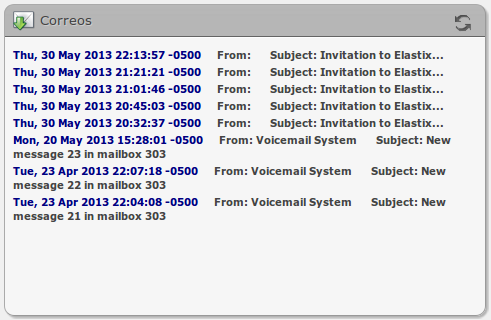 Correos
Thu, 30 May 2013 22:13:57 -0500 From: Subject: Invitation to Elastix...
Thu, 30 May 2013 21:21:21 -0500 From: Subject: Invitation to Elastix...
Thu, 30 May 2013 21:01:46 -0500 From: Subject: Invitation to Elastix...
Thu, 30 May 2013 20:45:03 -0500 From: Subject: Invitation to Elastix...
Thu, 30 May 2013 20:32:37 -0500 From: Subject: Invitation to Elastix...
Mon, 20 May 2013 15:28:01 -0500 From: Voicemail System Subject: New
message 23 in mailbox 303
Tue, 23 Apr 2013 22:07:18 -0500 From: Voicemail System Subject: New
message 22 in mailbox 303
Tue, 23 Apr 2013 22:04:08 -0500 From: Voicemail System Subject: New
message 21 in mailbox 303